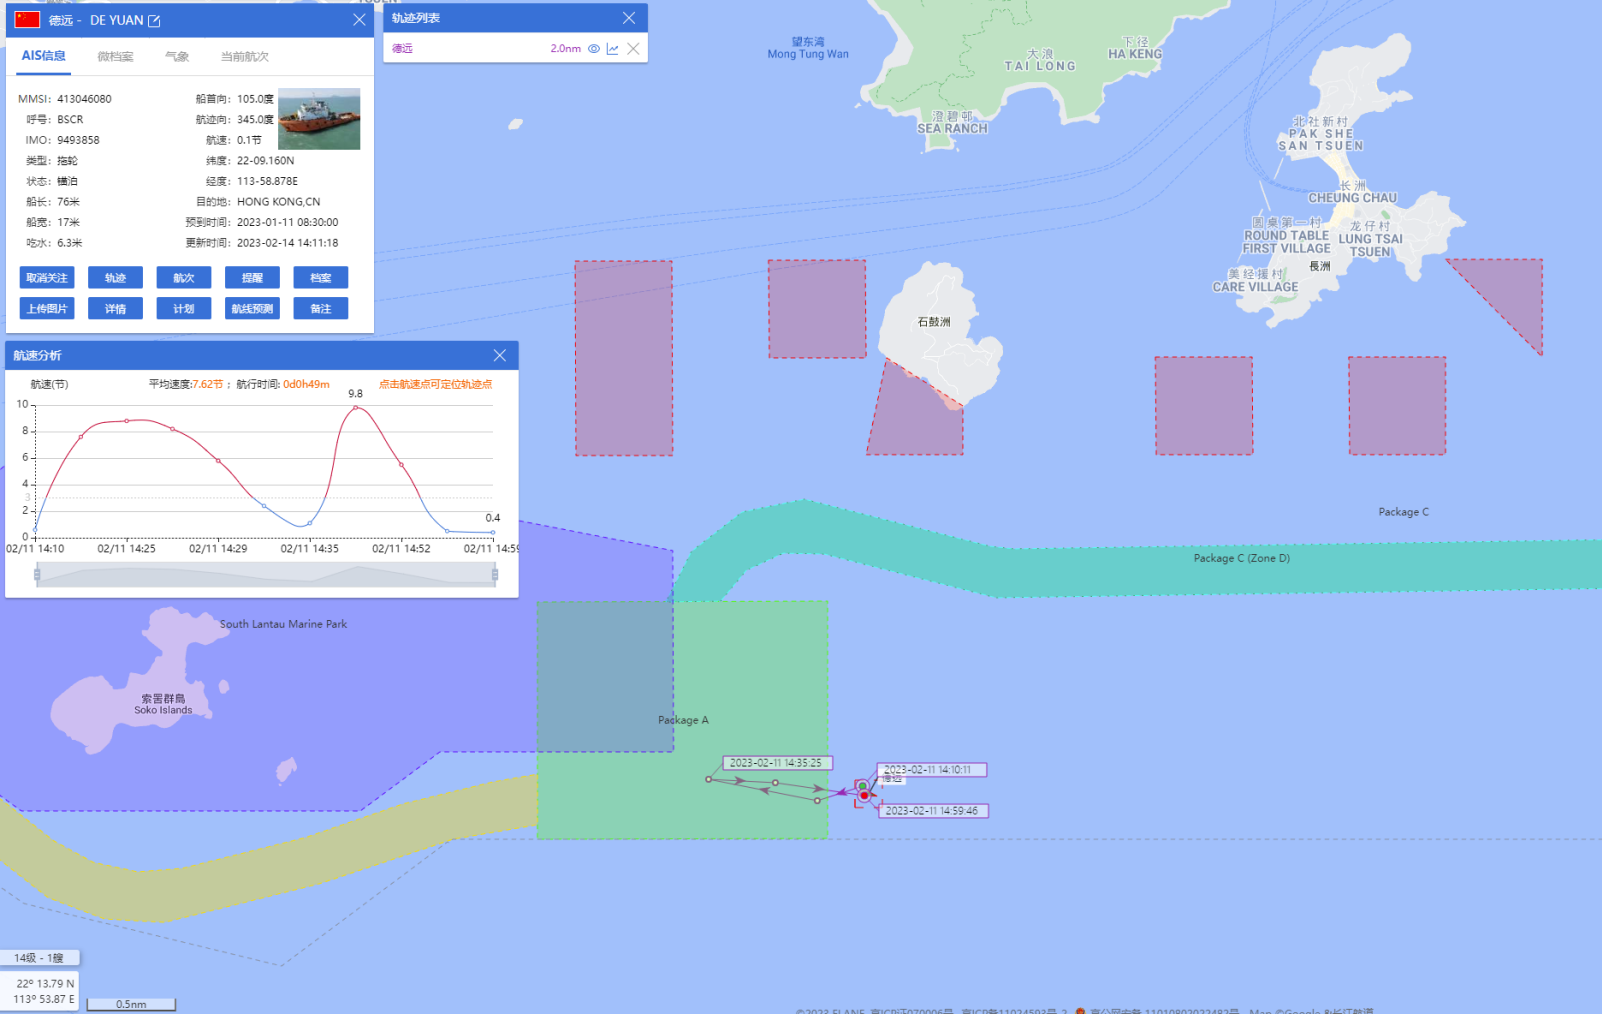 德远 - DE YUAN
AIS信息 微档案 气象 当前航次
MMSI: 413046080
船首向: 105.0度
呼号: BSCR
航迹向: 345.0度
IMO: 9493858
航速: 0.1节
类型: 拖轮
纬度: 22-09.160N
状态: 锚泊
经度: 113-58.878E
船长: 76米
目的地: HONG KONG,CN
船宽: 17米
预到时间: 2023-01-11 08:30:00
吃水: 6.3米
更新时间: 2023-02-14 14:11:18
取消关注 轨迹 航次 提醒 档案
上传图片 详情 计划 航线预测 备注
轨迹列表
德远 2.0nm
航速分析
航速(节) 平均速度:7.62节 ; 航行时间: 0d0h49m 点击航速点可定位轨迹点
9.8
10
8
6
4
3
2
0
0.4
02/11 14:10 02/11 14:25 02/11 14:29 02/11 14:35 02/11 14:52 02/11 14:59
望东湾
Mong Tung Wan
大浪
TAI LONG
下径
HA KENG
澄碧邨
SEA RANCH
北社新村
PAK SHE
SAN TSUEN
长洲
CHEUNG CHAU
圆桌第一村
ROUND TABLE
FIRST VILLAGE
龙仔村
LUNG TSAI
TSUEN
長洲
美经援村
CARE VILLAGE
石鼓洲
Package C
Package C (Zone D)
South Lantau Marine Park
索罟群島
Soko Islands
Package A
2023-02-11 14:35:25
2023-02-11 14:10:11
德远
2023-02-11 14:59:46
14级 - 1艘
22º 13.79 N
113º 53.87 E
0.5nm